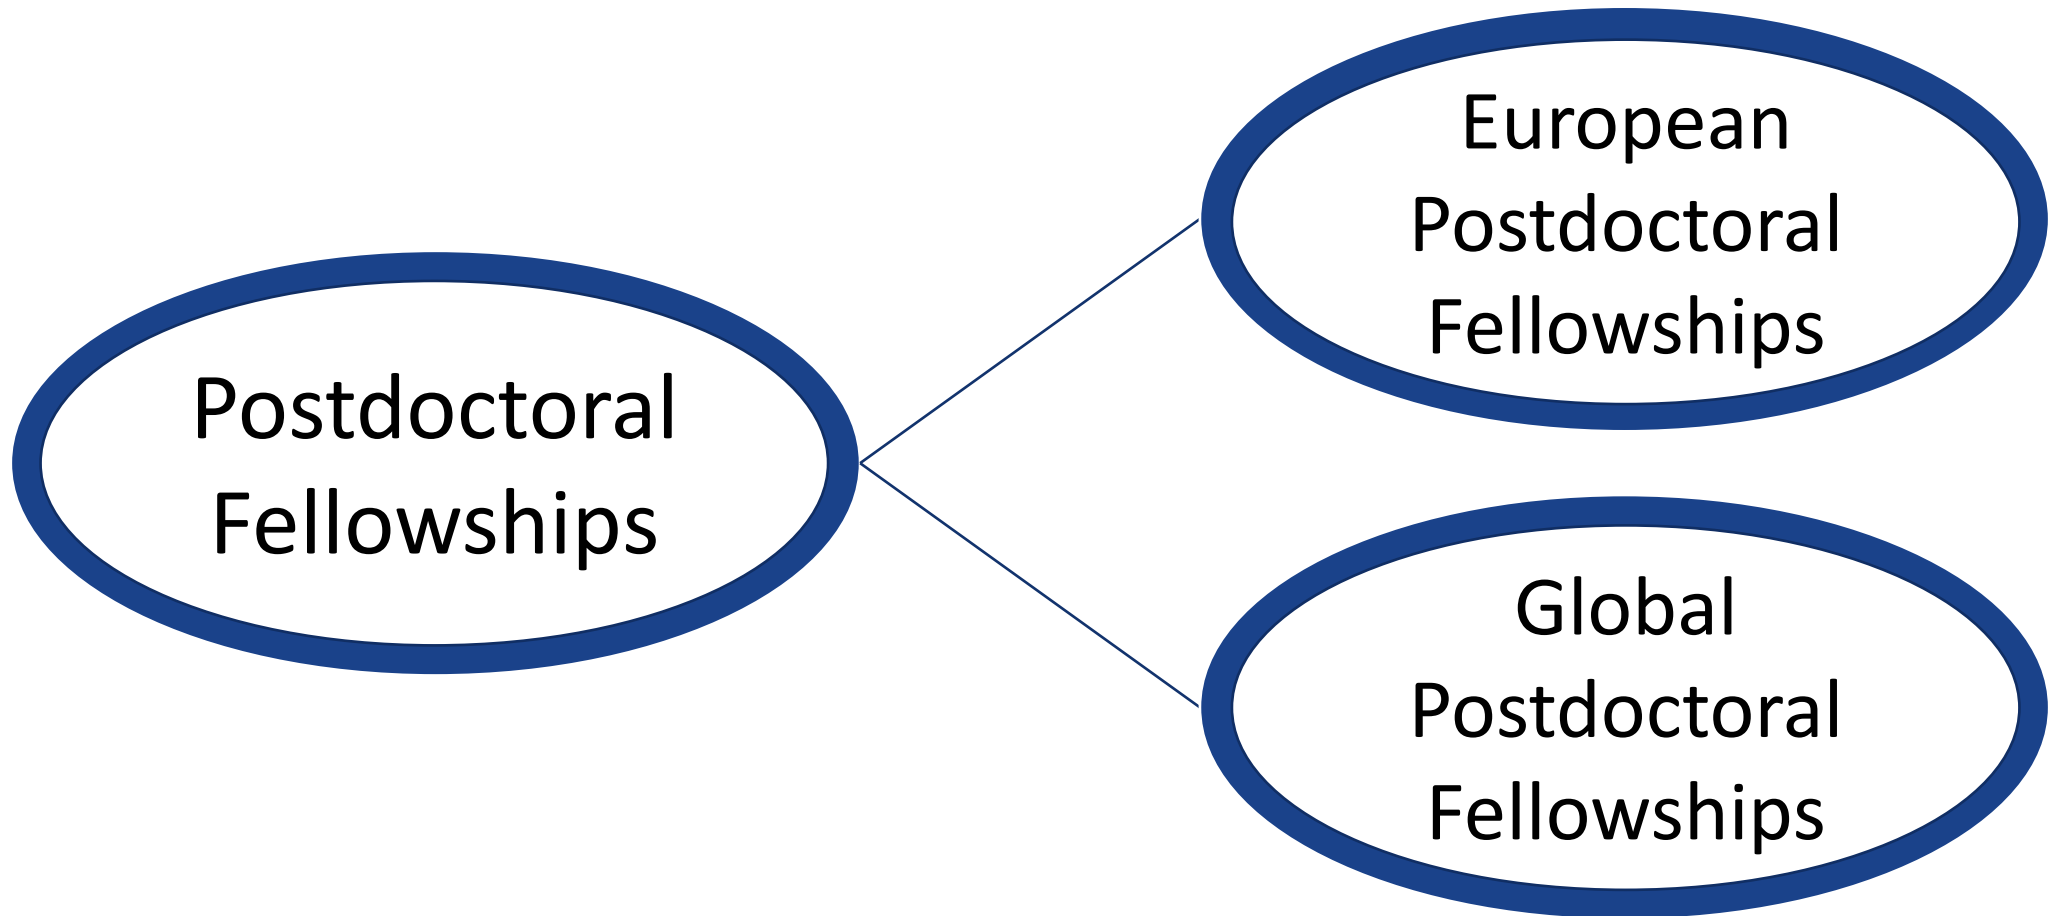 Postdoctoral
Fellowships
European
Postdoctoral
Fellowships
Global
Postdoctoral
Fellowships